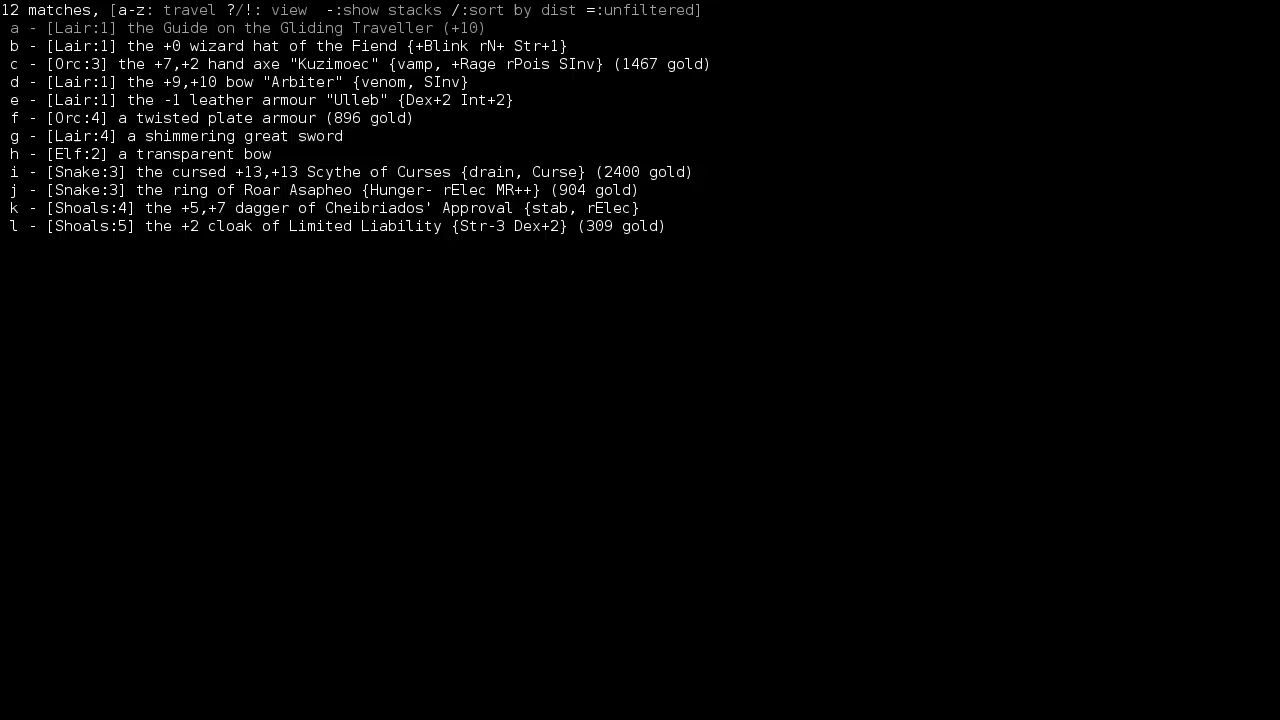 12 matches, [a-z: travel ?/!: view  -:show stacks /:sort by dist =:unfiltered]
a - [Lair:1] the Guide on the Gliding Traveller (+10)
b - [Lair:1] the +0 wizard hat of the Fiend {+Blink rN+ Str+1}
c - [Orc:3] the +7,+2 hand axe "Kuzimoec" {vamp, +Rage rPois SInv} (1467 gold)
d - [Lair:1] the +9,+10 bow "Arbiter" {venom, SInv}
e - [Lair:1] the -1 leather armour "Ulleb" {Dex+2 Int+2}
f - [Orc:4] a twisted plate armour (896 gold)
g - [Lair:4] a shimmering great sword
h - [Elf:2] a transparent bow
i - [Snake:3] the cursed +13,+13 Scythe of Curses {drain, Curse} (2400 gold)
j - [Snake:3] the ring of Roar Asapheo {Hunger- rElec MR++} (904 gold)
k - [Shoals:4] the +5,+7 dagger of Cheibriados' Approval {stab, rElec}
l - [Shoals:5] the +2 cloak of Limited Liability {Str-3 Dex+2} (309 gold)